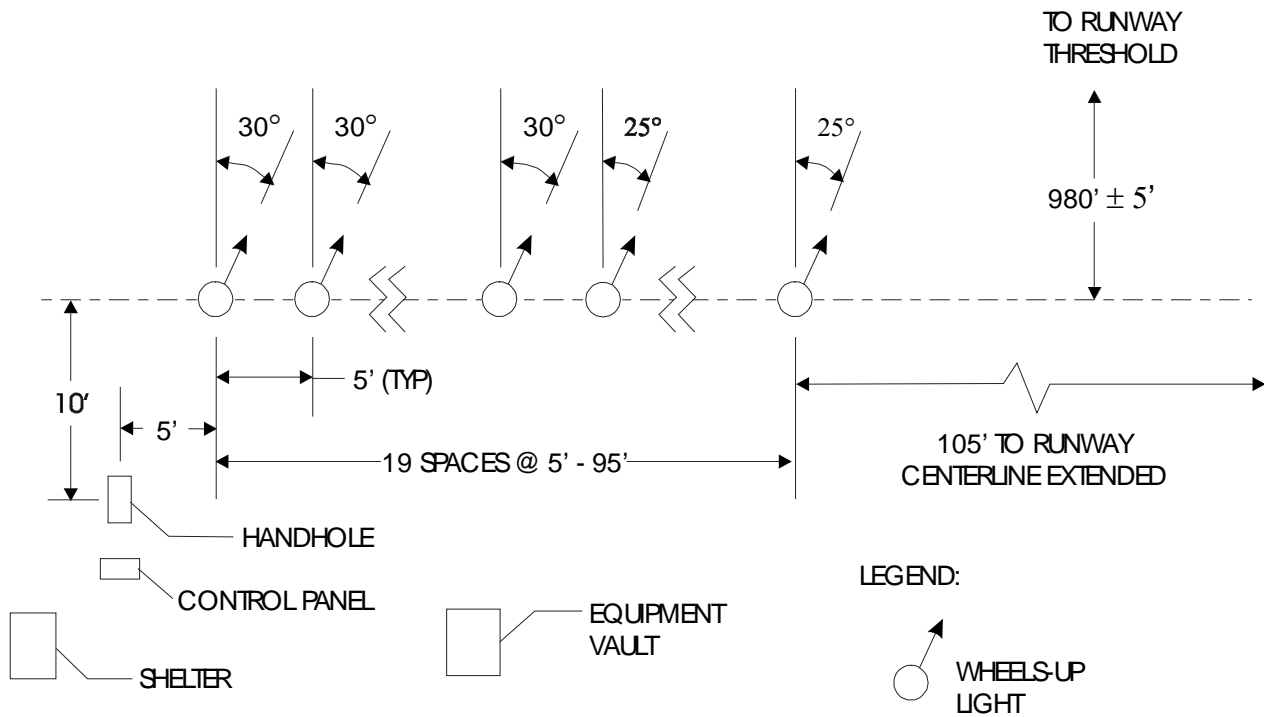 TO RUNWAY
THRESHOLD
30°
30°
30°
25°
25°
980' ± 5'
5' (TYP)
10'
5'
19 SPACES @ 5' - 95'
105' TO RUNWAY
CENTERLINE EXTENDED
HANDHOLE
CONTROL PANEL
SHELTER
EQUIPMENT
VAULT
LEGEND:
WHEELS-UP
LIGHT